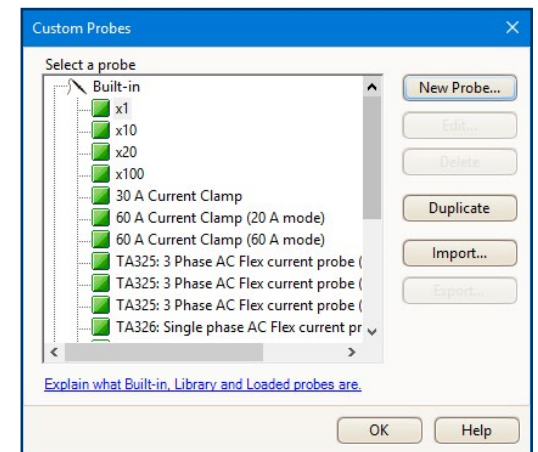 Custom Probes
Select a probe
Built-in
x1
x10
x20
x100
30 A Current Clamp
60 A Current Clamp (20 A mode)
60 A Current Clamp (60 A mode)
TA325: 3 Phase AC Flex current probe (
TA325: 3 Phase AC Flex current probe (
TA325: 3 Phase AC Flex current probe (
TA326: Single phase AC Flex current pr
New Probe...
Edit...
Delete
Duplicate
Import...
Export...
Explain what Built-in, Library and Loaded probes are.
OK
Help